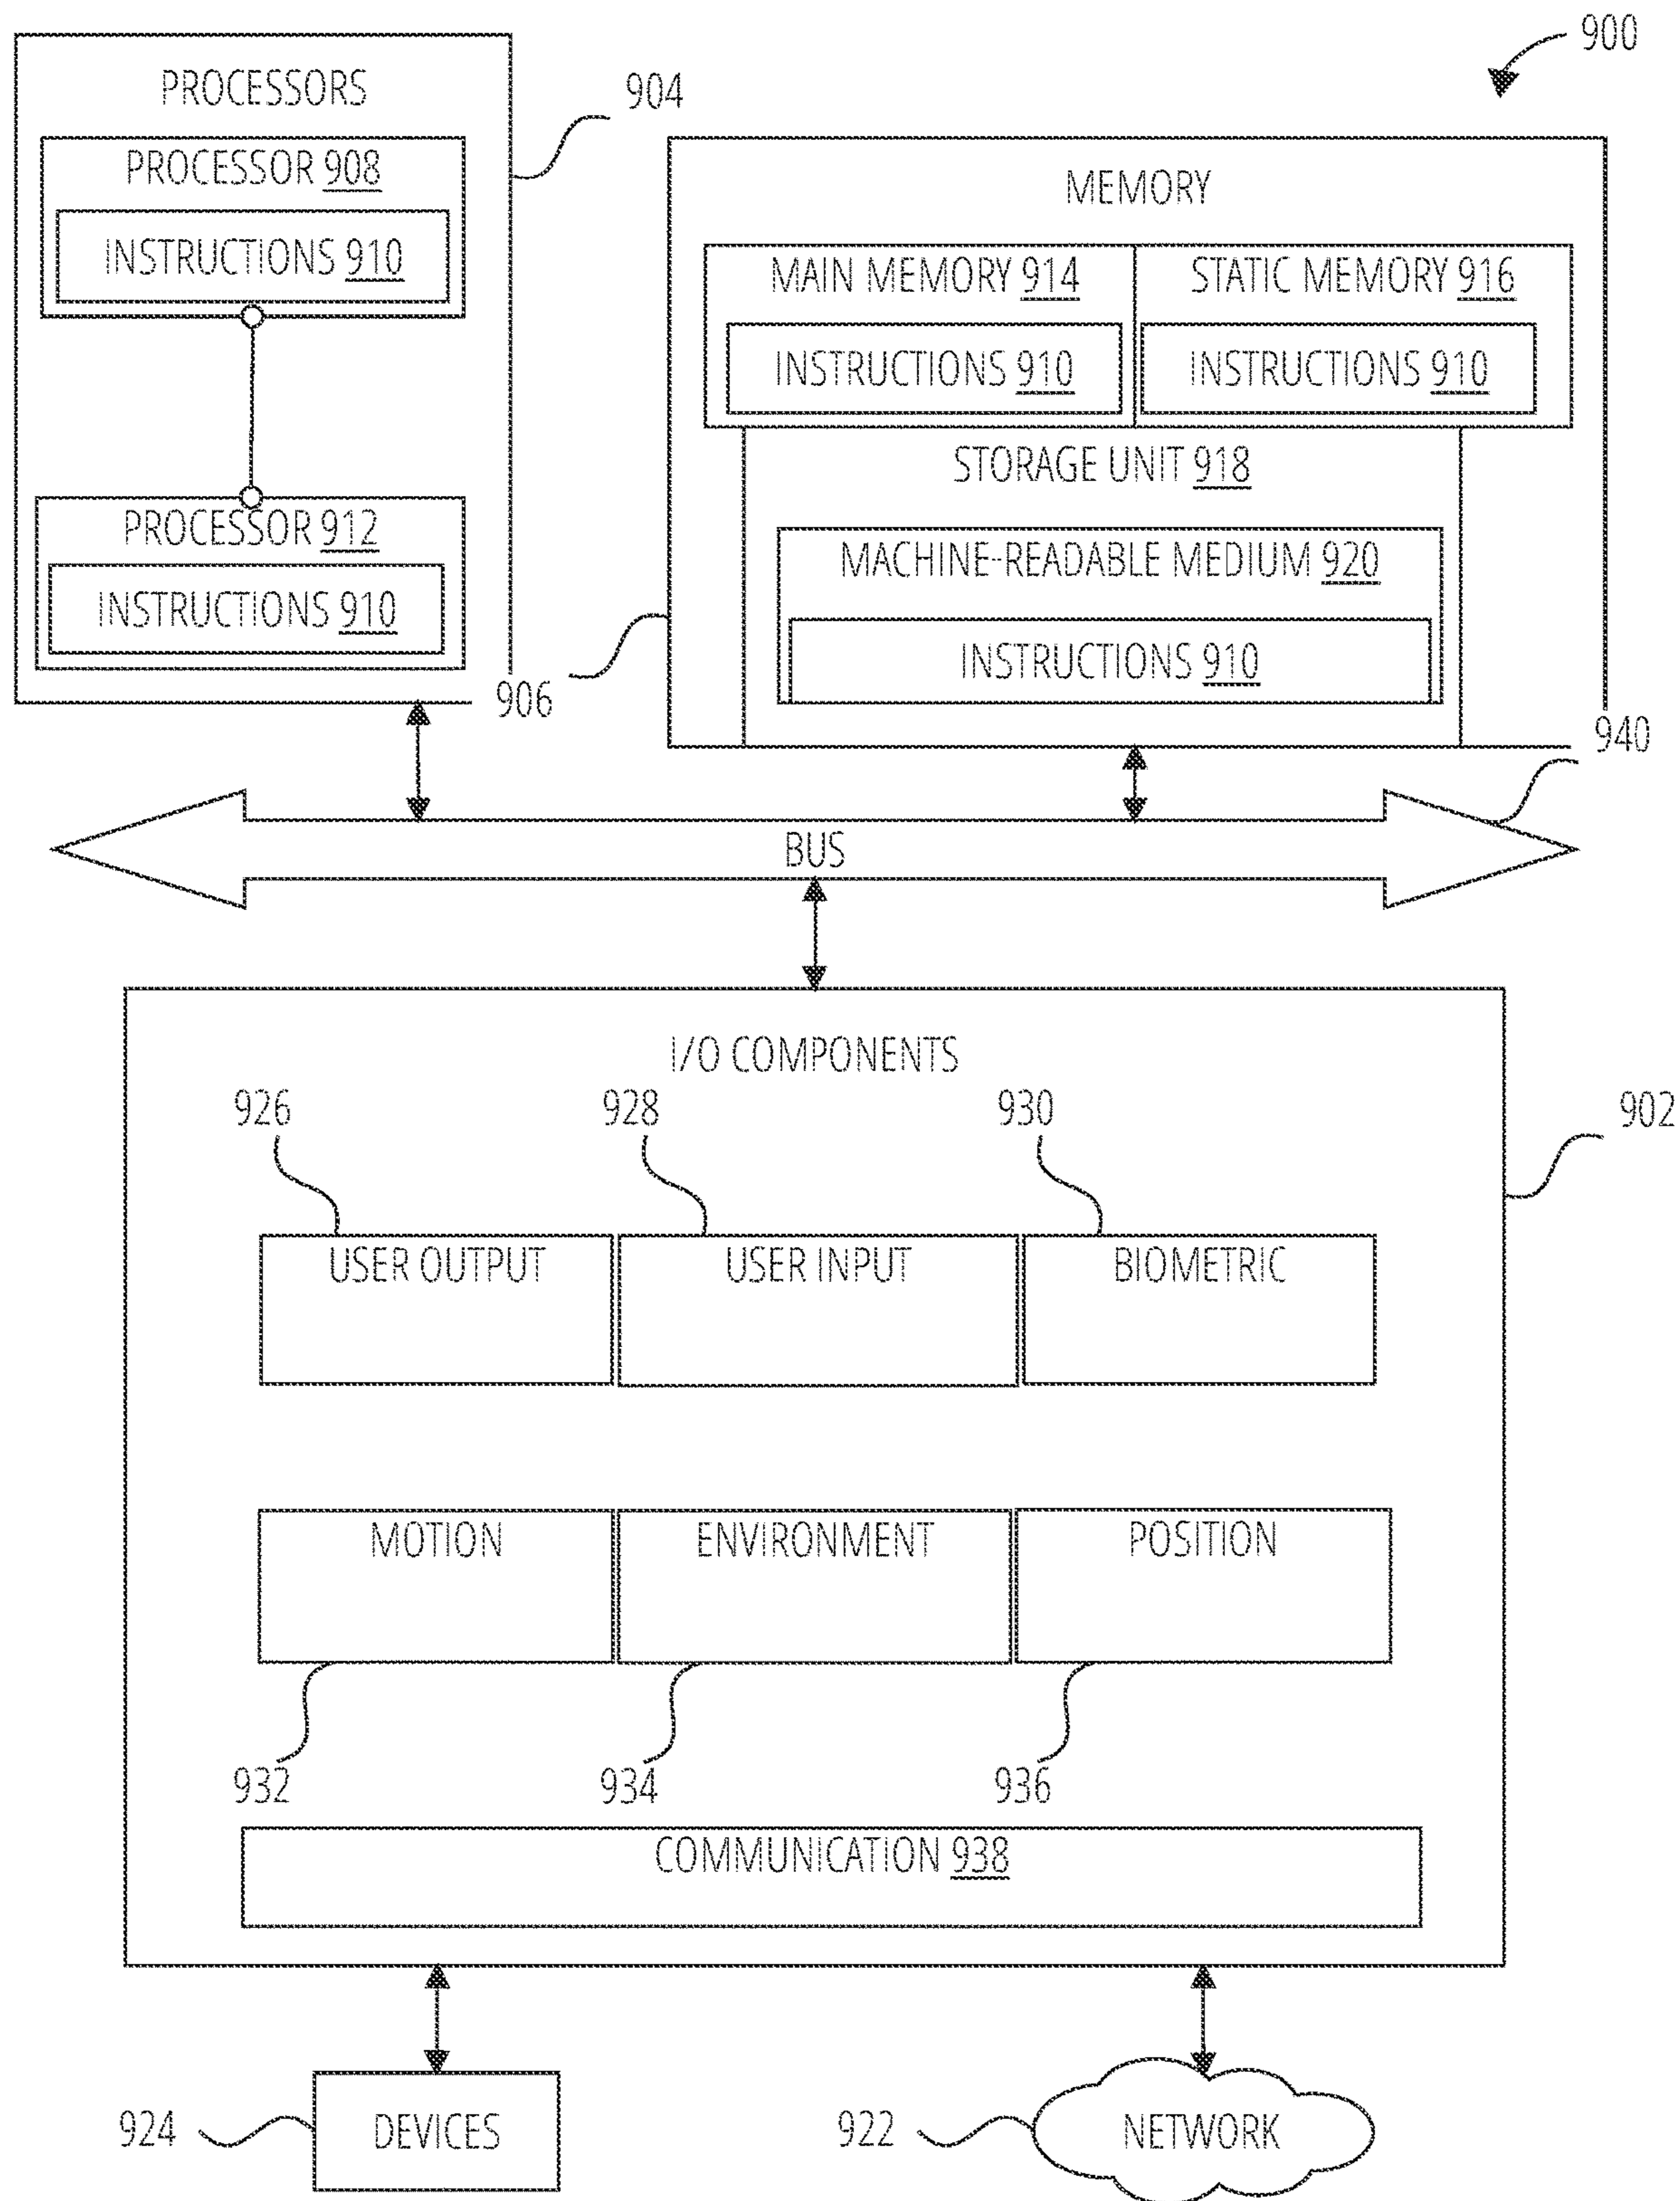 900
PROCESSORS
904
PROCESSOR 908
INSTRUCTIONS 910
PROCESSOR 912
INSTRUCTIONS 910
MEMORY
MAIN MEMORY 914
INSTRUCTIONS 910
STATIC MEMORY 916
INSTRUCTIONS 910
STORAGE UNIT 918
MACHINE-READABLE MEDIUM 920
INSTRUCTIONS 910
906
940
BUS
I/O COMPONENTS
902
926
928
930
USER OUTPUT
USER INPUT
BIOMETRIC
MOTION
ENVIRONMENT
POSITION
932
934
936
COMMUNICATION 938
924
DEVICES
922
NETWORK